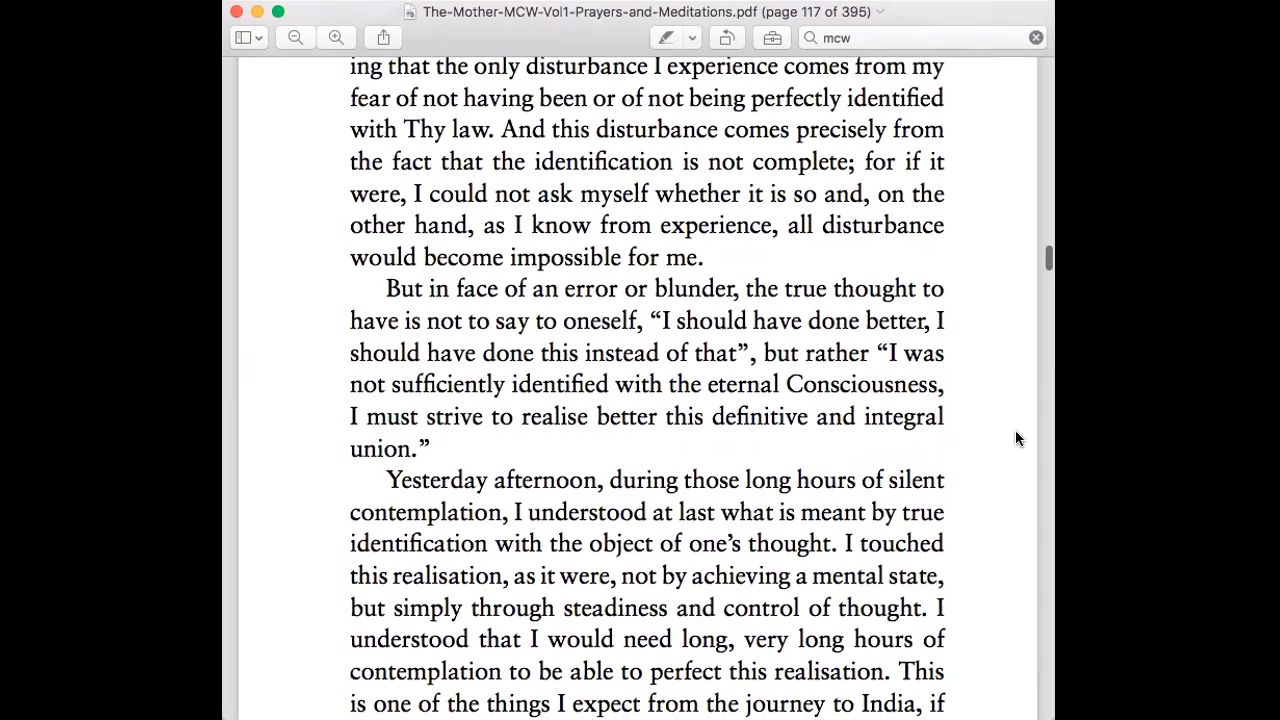 The-Mother-MCW-Vol1-Prayers-and-Meditations.pdf (page 117 of 395)
mcw
ing that the only disturbance I experience comes from my
fear of not having been or of not being perfectly identified
with Thy law. And this disturbance comes precisely from
the fact that the identification is not complete; for if it
were, I could not ask myself whether it is so and, on the
other hand, as I know from experience, all disturbance
would become impossible for me.
But in face of an error or blunder, the true thought to
have is not to say to oneself, “I should have done better, I
should have done this instead of that”, but rather “I was
not sufficiently identified with the eternal Consciousness,
I must strive to realise better this definitive and integral
union.”
Yesterday afternoon, during those long hours of silent
contemplation, I understood at last what is meant by true
identification with the object of one’s thought. I touched
this realisation, as it were, not by achieving a mental state,
but simply through steadiness and control of thought. I
understood that I would need long, very long hours of
contemplation to be able to perfect this realisation. This
is one of the things I expect from the journey to India, if